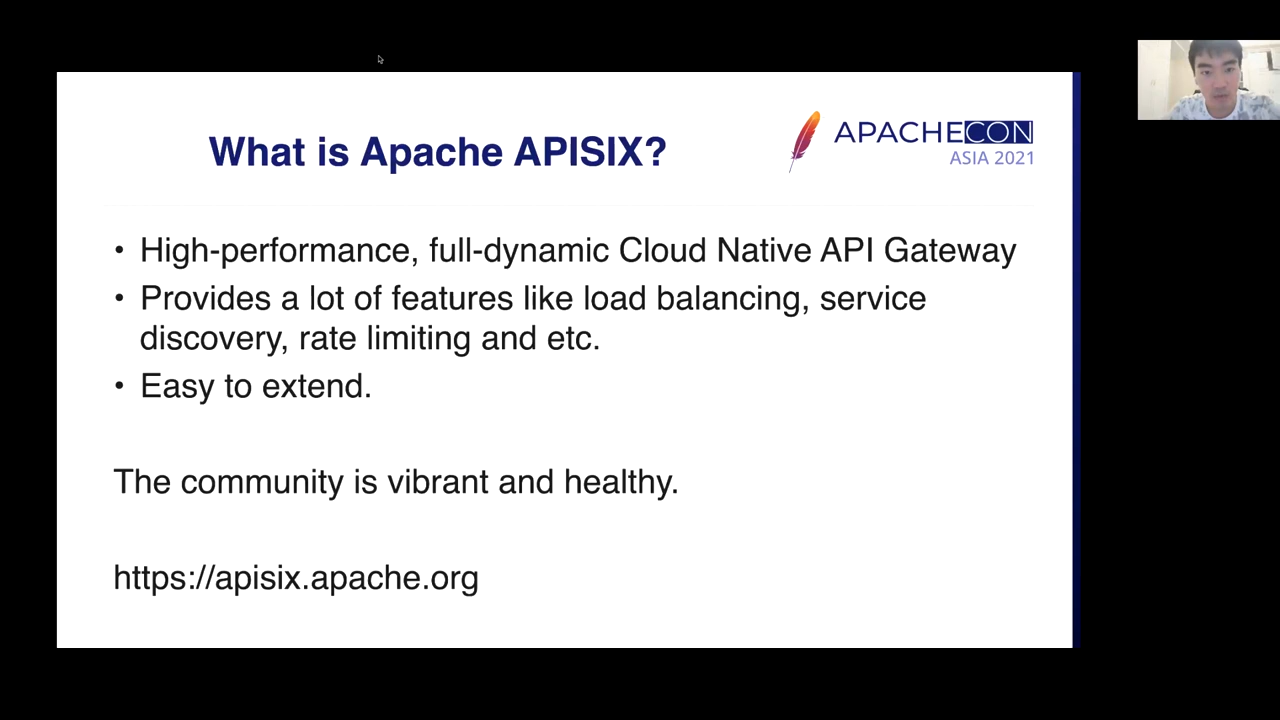 What is Apache APISIX?
APACHECON
ASIA 2021
• High-performance, full-dynamic Cloud Native API Gateway
• Provides a lot of features like load balancing, service
discovery, rate limiting and etc.
• Easy to extend.
The community is vibrant and healthy.
https://apisix.apache.org